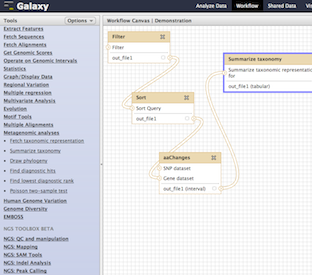 Galaxy
Analyze Data
Workflow
Shared Data
Tools
Options
Workflow Canvas | Demonstration
Extract Features
Fetch Sequences
Fetch Alignments
Get Genomic Scores
Operate on Genomic Intervals
Statistics
Graph/Display Data
Regional Variation
Multiple regression
Multivariate Analysis
Evolution
Motif Tools
Multiple Alignments
Metagenomic analyses
Fetch taxonomic representation
Summarize taxonomy
Draw phylogeny
Find diagnostic hits
Find lowest diagnostic rank
Poisson two-sample test
Human Genome Variation
Genome Diversity
EMBOSS
NGS TOOLBOX BETA
NGS: QC and manipulation
NGS: Mapping
NGS: SAM Tools
NGS: Indel Analysis
NGS: Peak Calling
Filter
Filter
out_file1
Sort
Sort Query
out_file1
aaChanges
SNP dataset
Gene dataset
out_file1 (interval)
Summarize taxonomy
Summarize taxonomic representation
for
out_file1 (tabular)